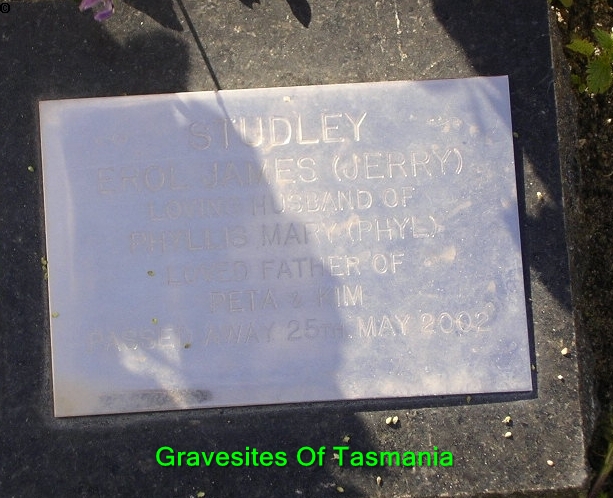 STUDLEY
EROL JAMES (JERRY)
LOVING HUSBAND OF
PHYLLIS MARY (PHYL)
LOVED FATHER OF
PETA & KIM
PASSED AWAY 25TH MAY 2002
Gravesites Of Tasmania